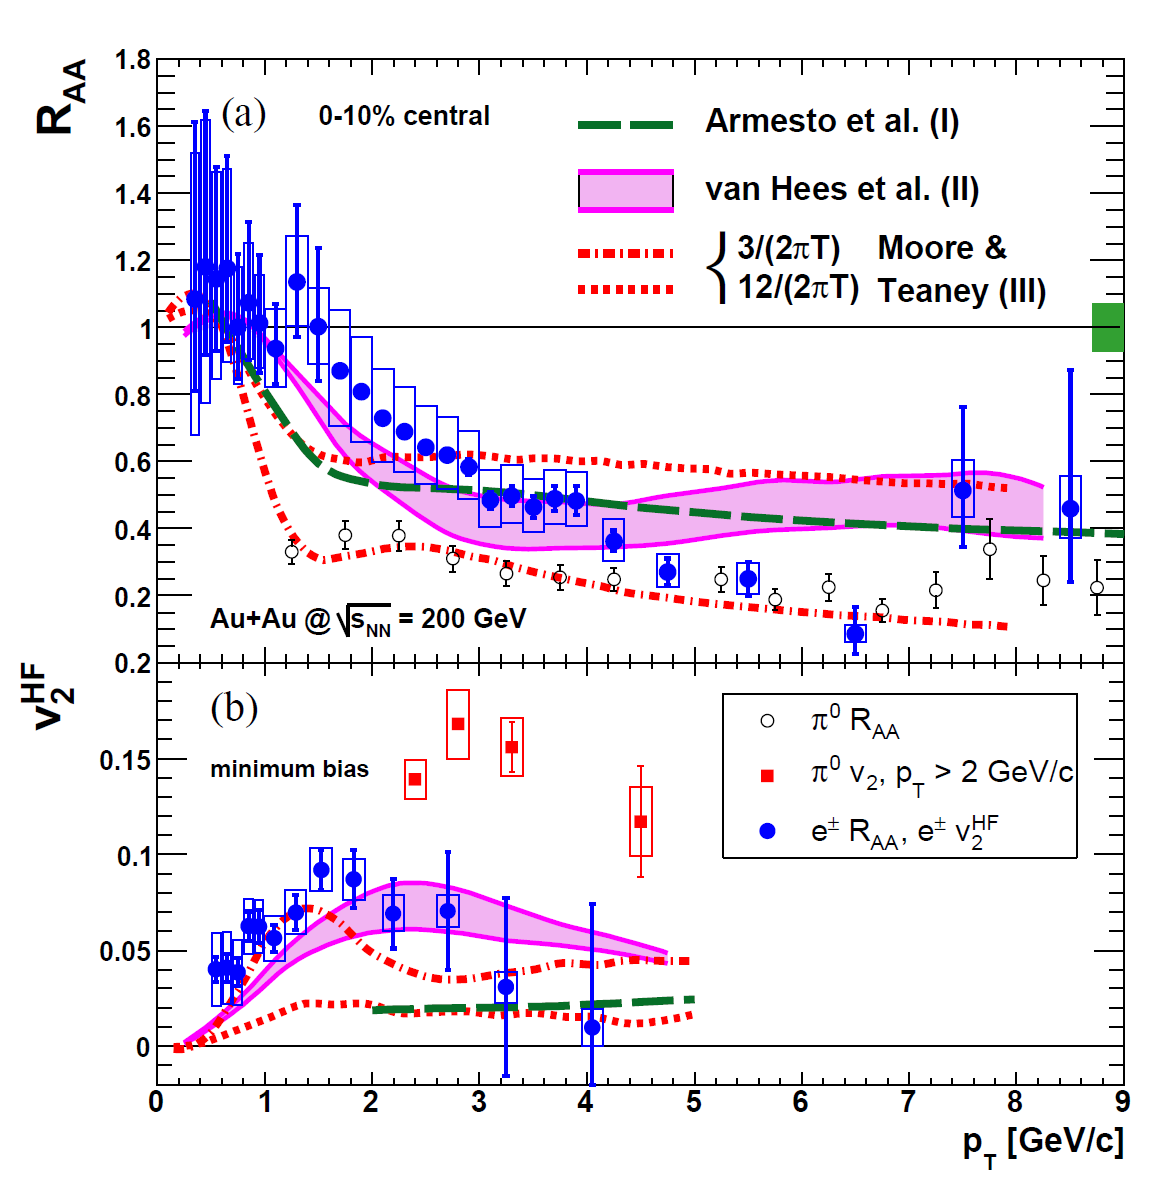 R_AA
1.8
1.6
1.4
1.2
1
0.8
0.6
0.4
0.2
(a)
0-10% central
Armesto et al. (I)
van Hees et al. (II)
3/(2πT) Moore &
12/(2πT) Teaney (III)
Au+Au @ √s_NN = 200 GeV
v_2^HF
0.2
0.15
0.1
0.05
0
(b)
minimum bias
π^0 R_AA
π^0 v_2, p_T > 2 GeV/c
e^± R_AA, e^± v_2^HF
0 1 2 3 4 5 6 7 8 9
p_T [GeV/c]